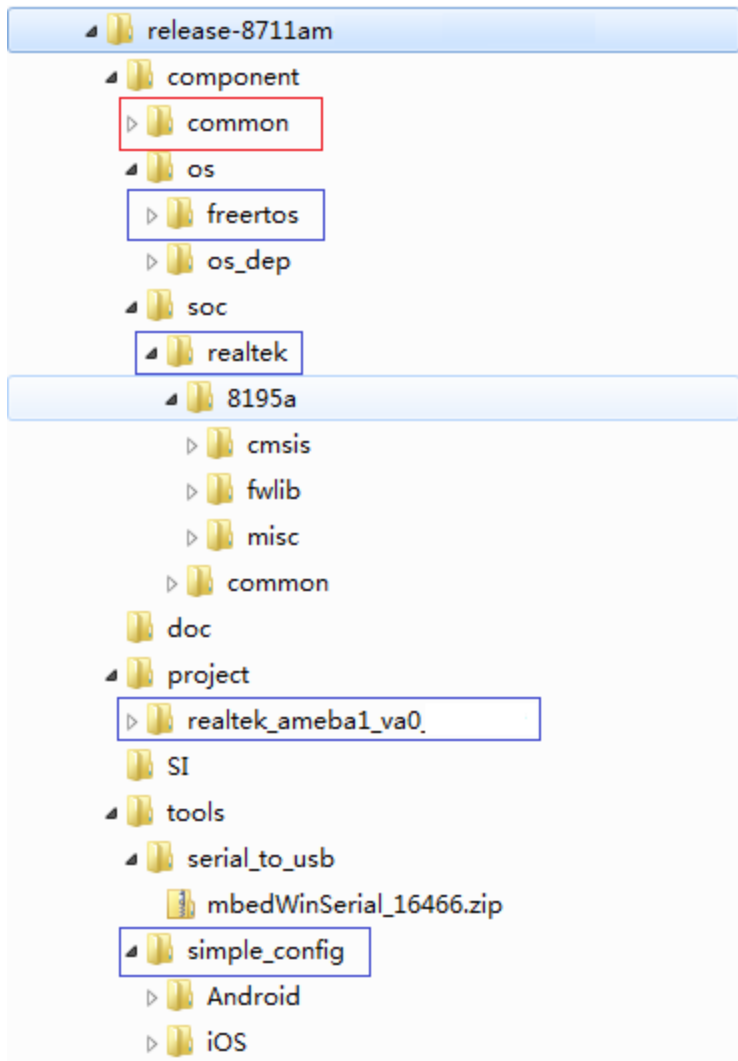 release-8711am
component
common
os
freertos
os_dep
soc
realtek
8195a
cmsis
fwlib
misc
common
doc
project
realtek_ameba1_va0_
SI
tools
serial_to_usb
mbedWinSerial_16466.zip
simple_config
Android
iOS